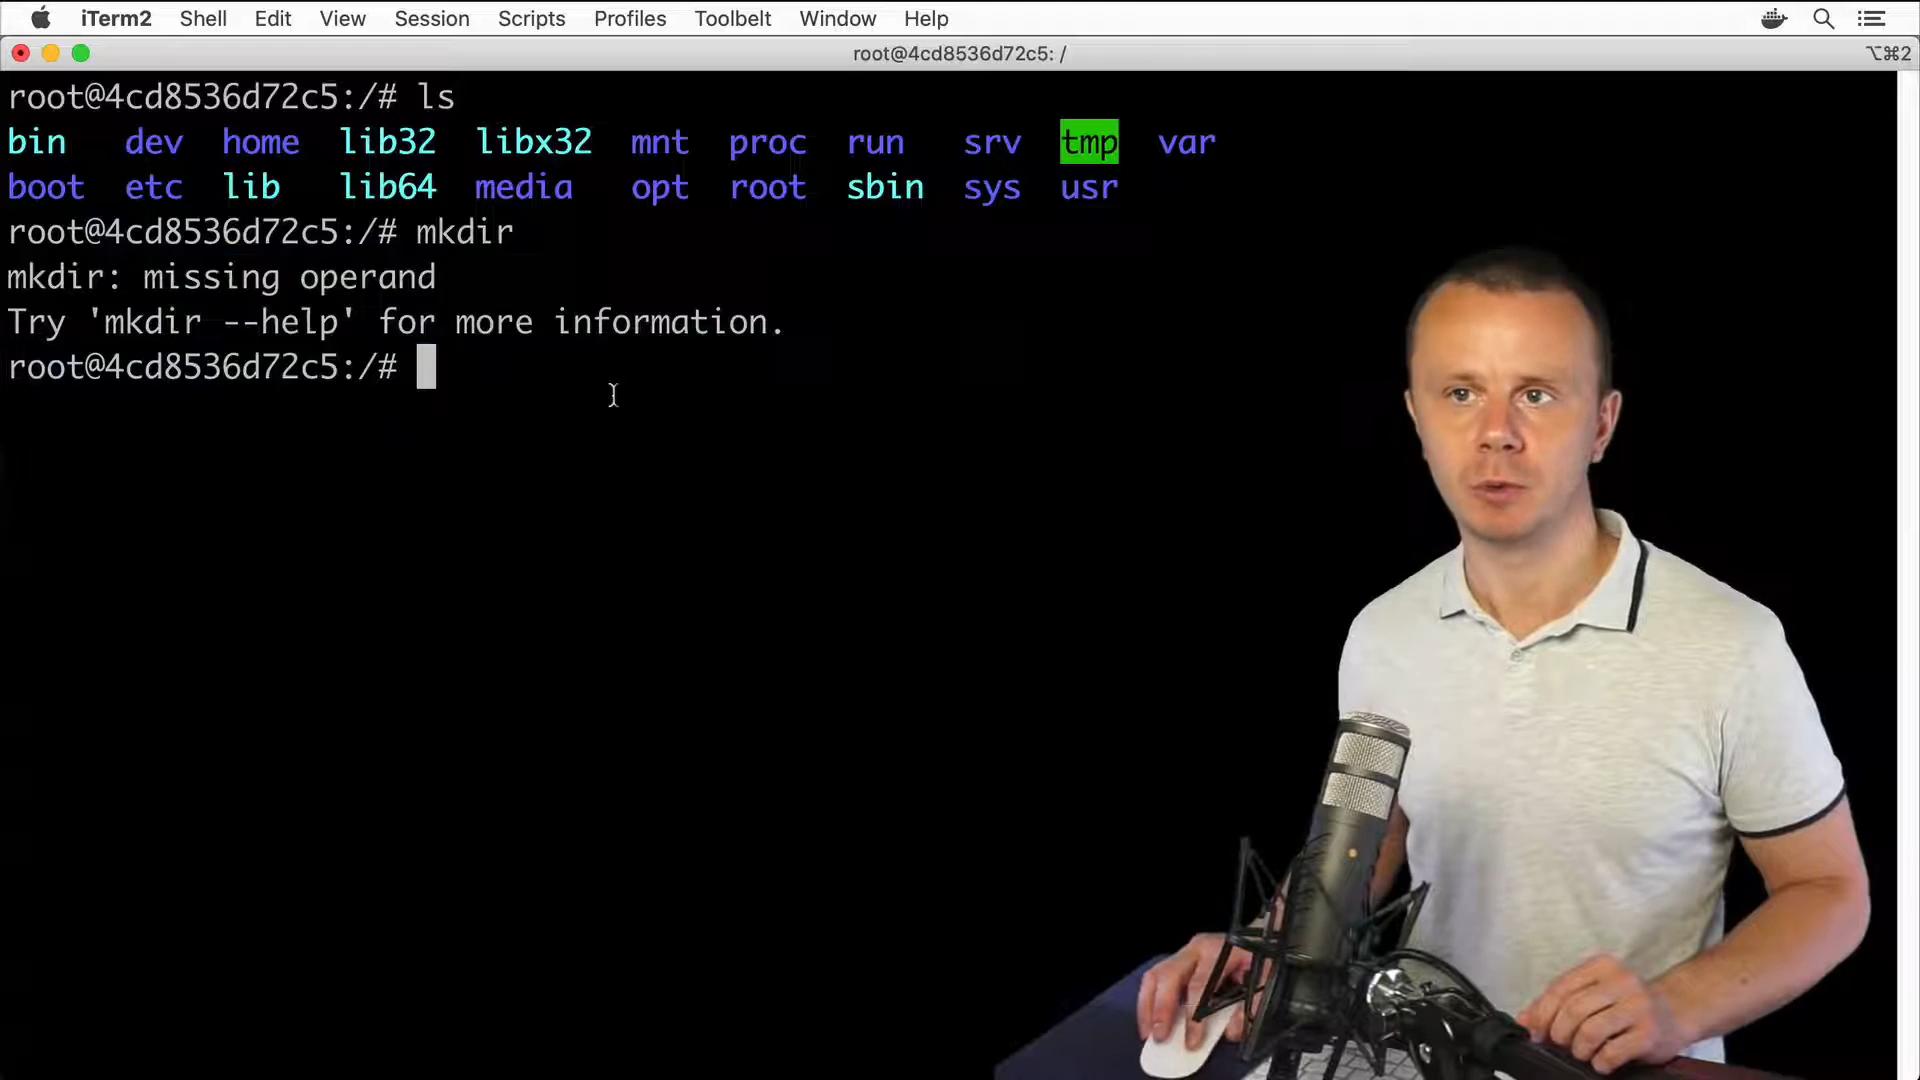 iTerm2 Shell Edit View Session Scripts Profiles Toolbelt Window Help
root@4cd8536d72c5: / ⌥⌘2
root@4cd8536d72c5:/# ls
bin dev home lib32 libx32 mnt proc run srv tmp var
boot etc lib lib64 media opt root sbin sys usr
root@4cd8536d72c5:/# mkdir
mkdir: missing operand
Try 'mkdir --help' for more information.
root@4cd8536d72c5:/#